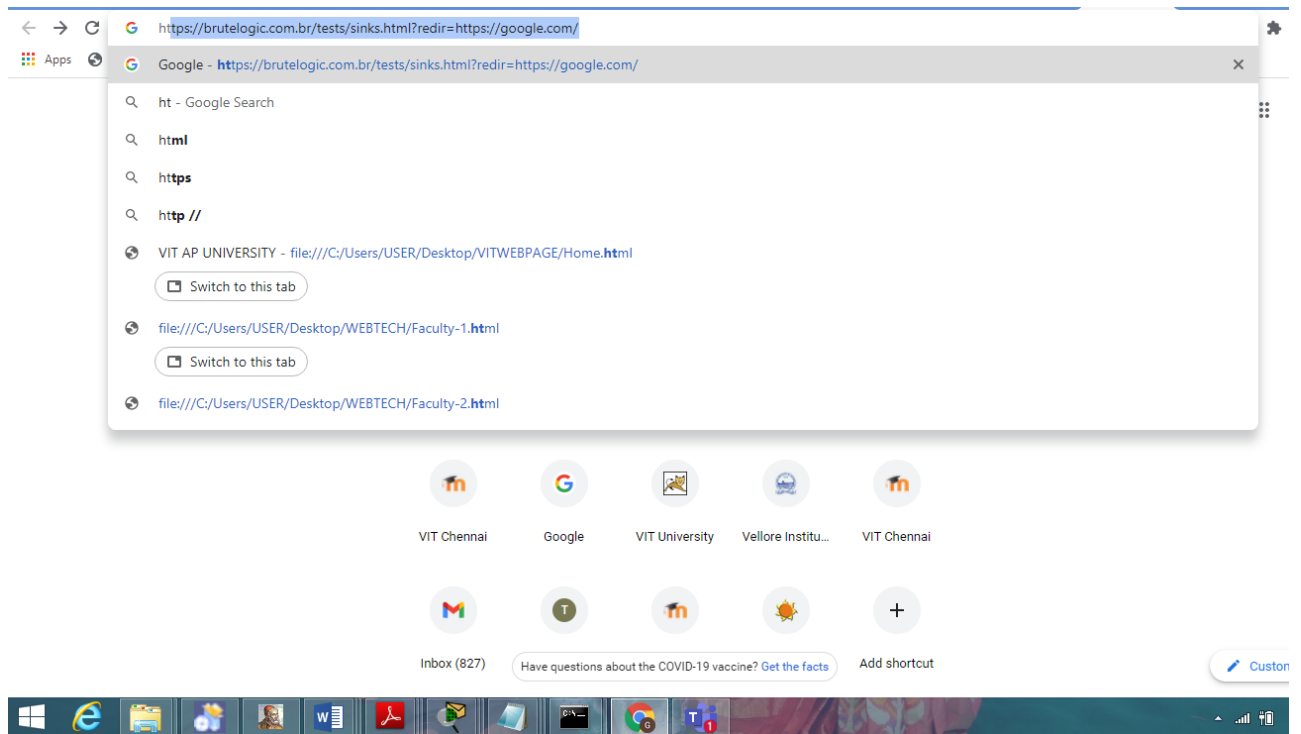 https://brutelogic.com.br/tests/sinks.html?redir=https://google.com/
Apps
Google - https://brutelogic.com.br/tests/sinks.html?redir=https://google.com/
ht - Google Search
html
https
http //
VIT AP UNIVERSITY - file:///C:/Users/USER/Desktop/VITWEBPAGE/Home.html
Switch to this tab
file:///C:/Users/USER/Desktop/WEBTECH/Faculty-1.html
Switch to this tab
file:///C:/Users/USER/Desktop/WEBTECH/Faculty-2.html
VIT Chennai Google VIT University Vellore Institu... VIT Chennai
T
Inbox (827) Have questions about the COVID-19 vaccine? Get the facts Add shortcut
Custon